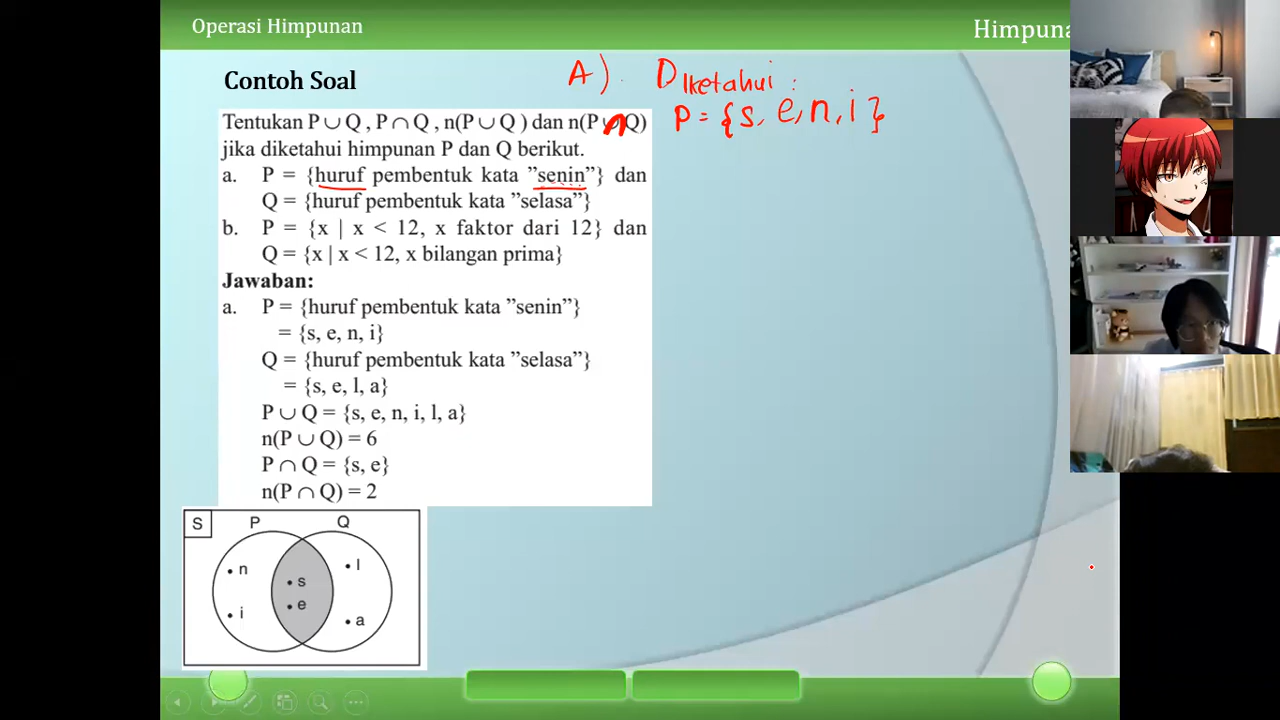 Operasi Himpunan
Himpuna
Contoh Soal
A). Diketahui :
P = {s, e, n, i}
Tentukan P ∪ Q , P ∩ Q , n(P ∪ Q ) dan n(P ∩ Q)
jika diketahui himpunan P dan Q berikut.
a. P = {huruf pembentuk kata ”senin”} dan
Q = {huruf pembentuk kata ”selasa”}
b. P = {x | x < 12, x faktor dari 12} dan
Q = {x | x < 12, x bilangan prima}
Jawaban:
a. P = {huruf pembentuk kata ”senin”}
= {s, e, n, i}
Q = {huruf pembentuk kata ”selasa”}
= {s, e, l, a}
P ∪ Q = {s, e, n, i, l, a}
n(P ∪ Q) = 6
P ∩ Q = {s, e}
n(P ∩ Q) = 2
S P Q
n s l
i e a